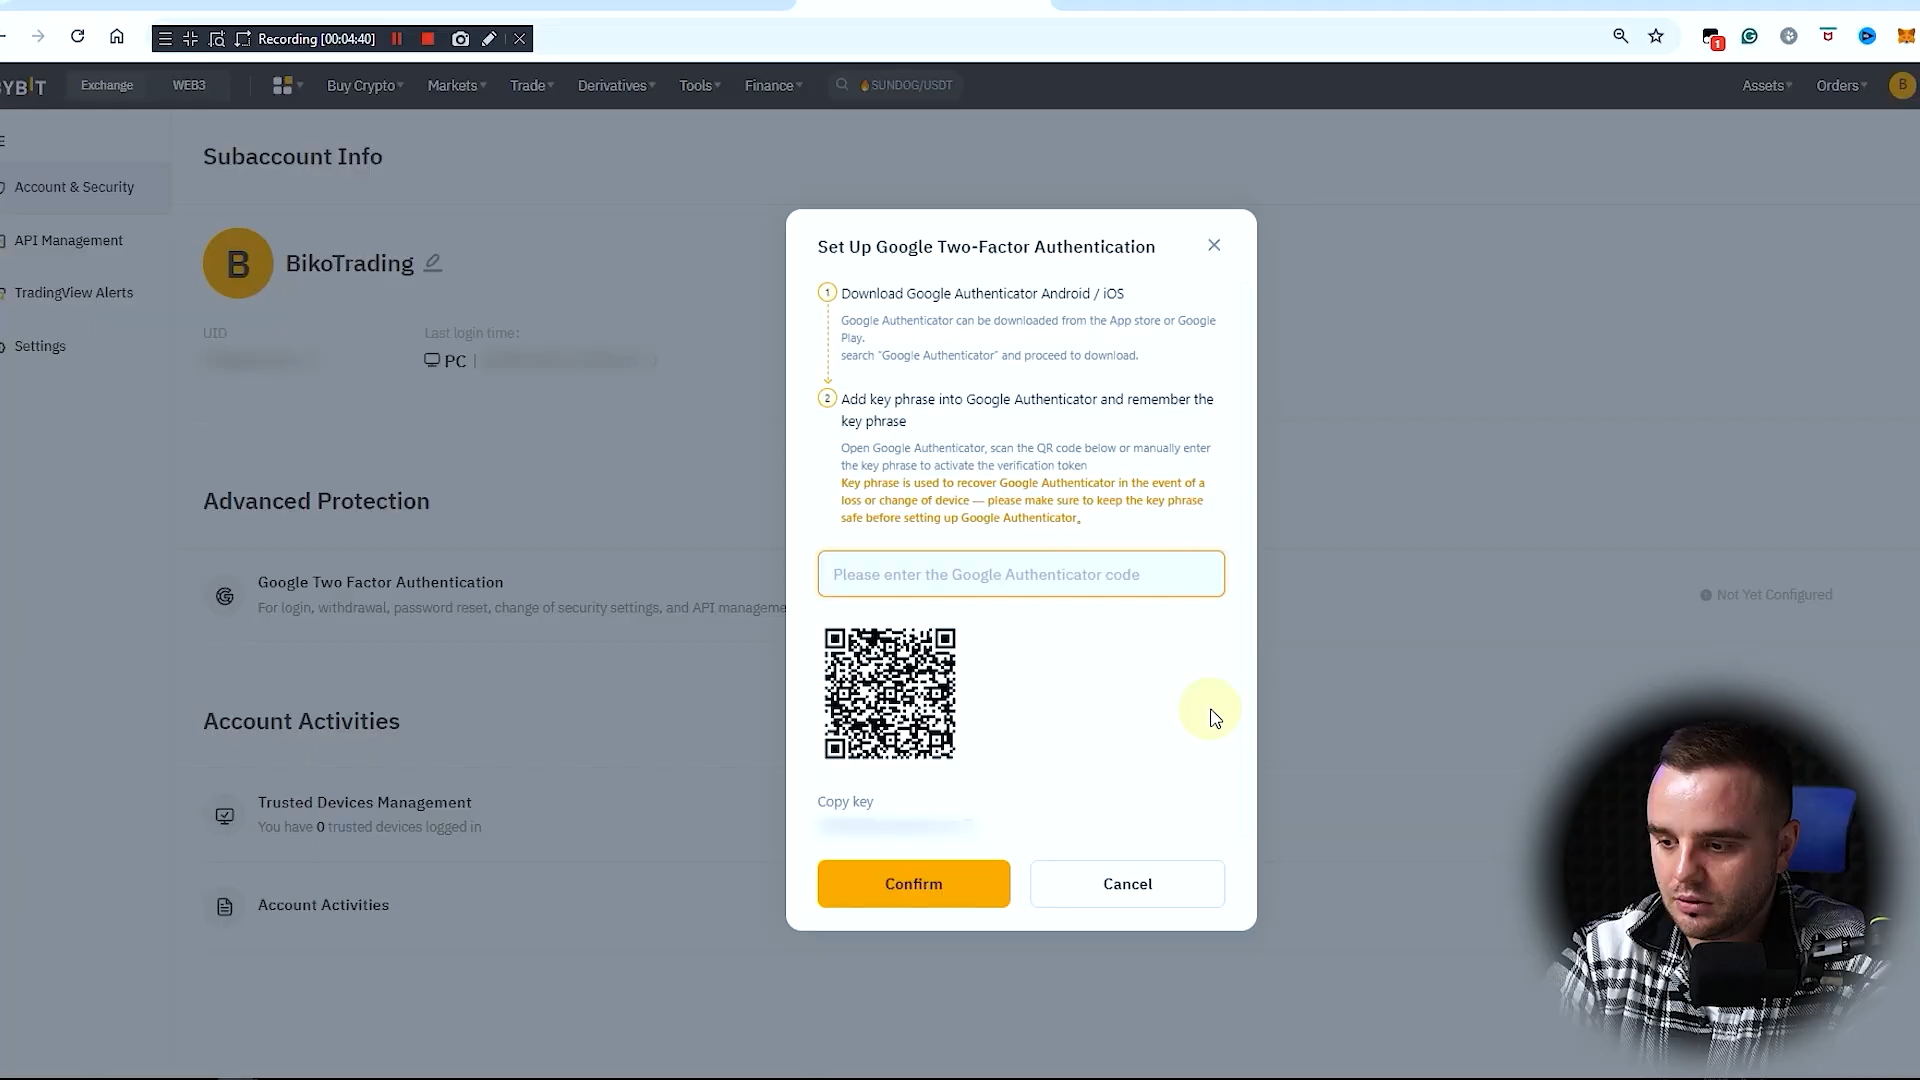 Recording [00:04:40]
1
BYBIT
Exchange
WEB3
Buy Crypto
Markets
Trade
Derivatives
Tools
Finance
SUNDOG/USDT
Assets
Orders
B
Subaccount Info
Account & Security
API Management
TradingView Alerts
Settings
B
BikoTrading
UID
Last login time:
PC |
Advanced Protection
Google Two Factor Authentication
For login, withdrawal, password reset, change of security settings, and API manageme
Not Yet Configured
Account Activities
Trusted Devices Management
You have 0 trusted devices logged in
Account Activities
Set Up Google Two-Factor Authentication
1 Download Google Authenticator Android / iOS
Google Authenticator can be downloaded from the App store or Google
Play.
search “Google Authenticator” and proceed to download.
2 Add key phrase into Google Authenticator and remember the
key phrase
Open Google Authenticator, scan the QR code below or manually enter
the key phrase to activate the verification token
Key phrase is used to recover Google Authenticator in the event of a
loss or change of device — please make sure to keep the key phrase
safe before setting up Google Authenticator。
Please enter the Google Authenticator code
Copy key
Confirm
Cancel